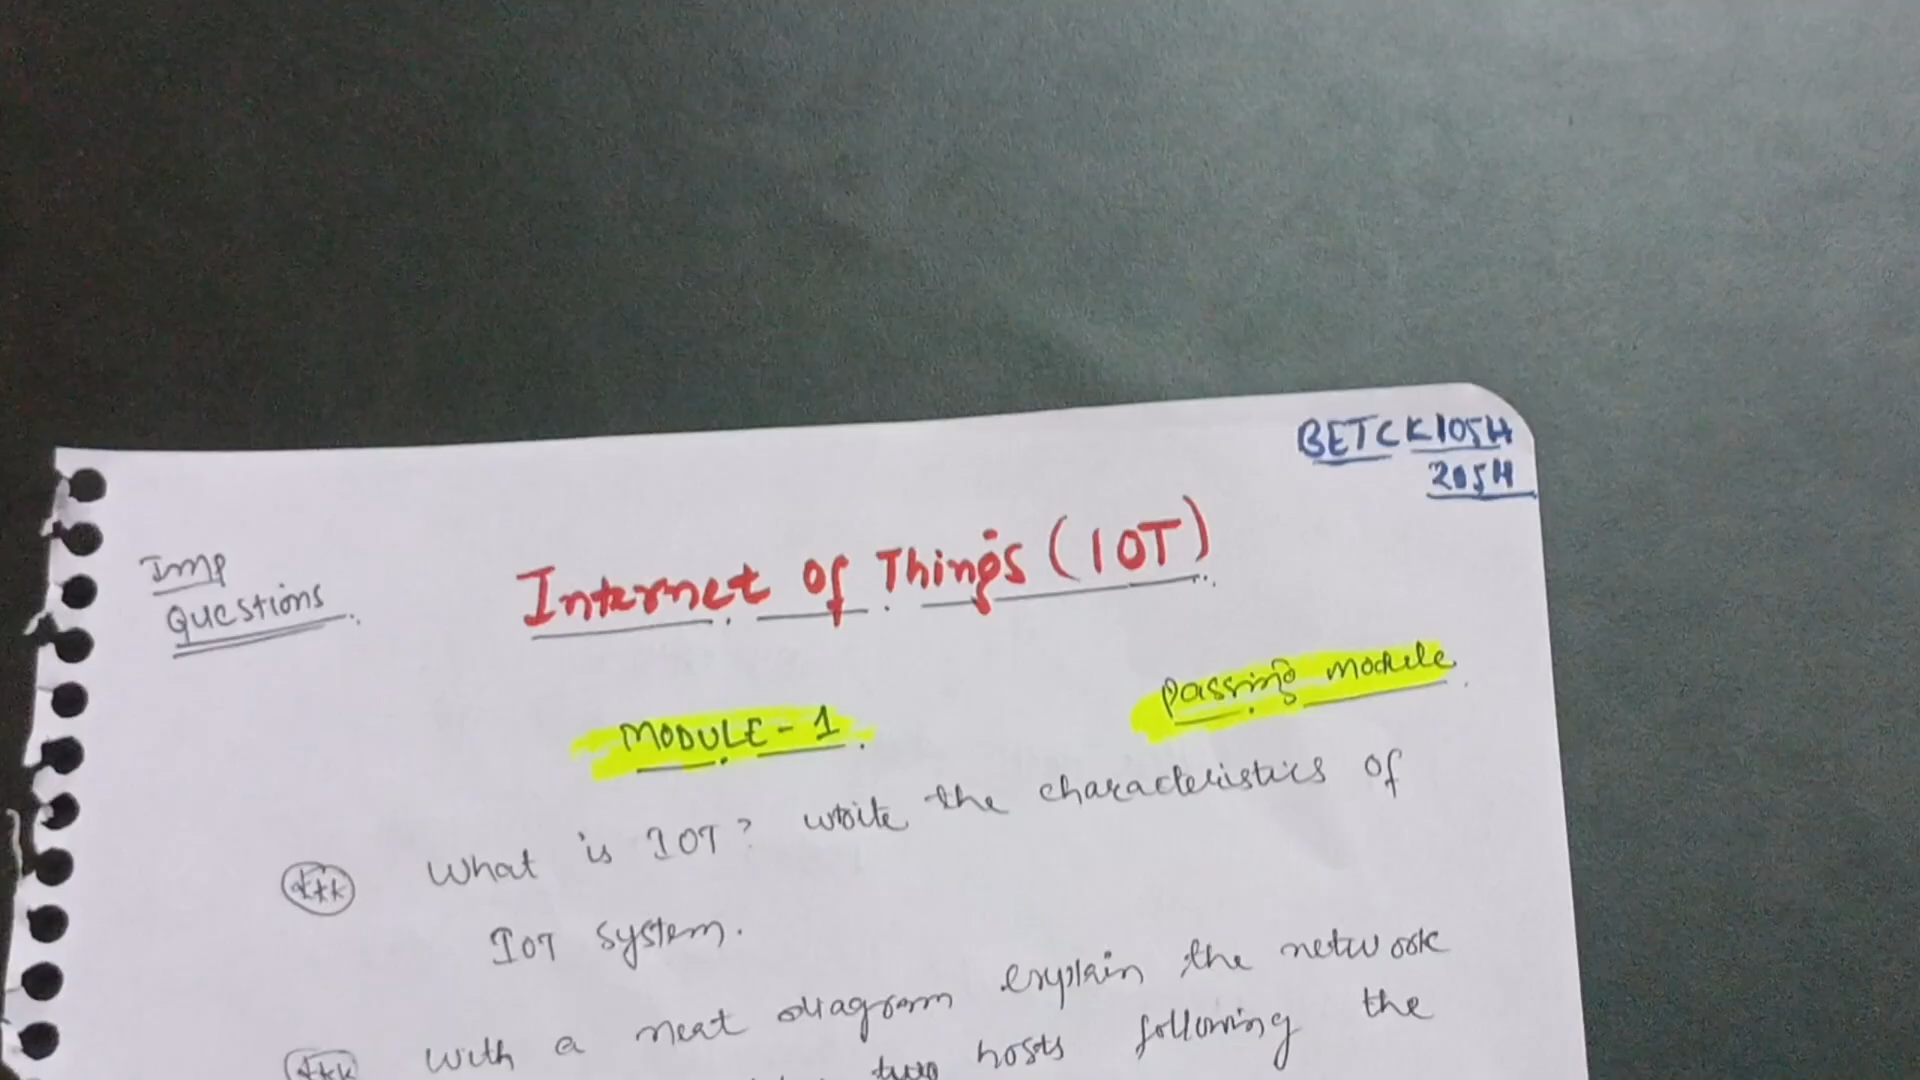 BETCK105H
205H
Imp
Questions
Internet of Things (IOT)
Passing module
MODULE - 1
*** What is IOT? write the characteristics of
IOT system.
*** With a neat diagram explain the network
two hosts following the